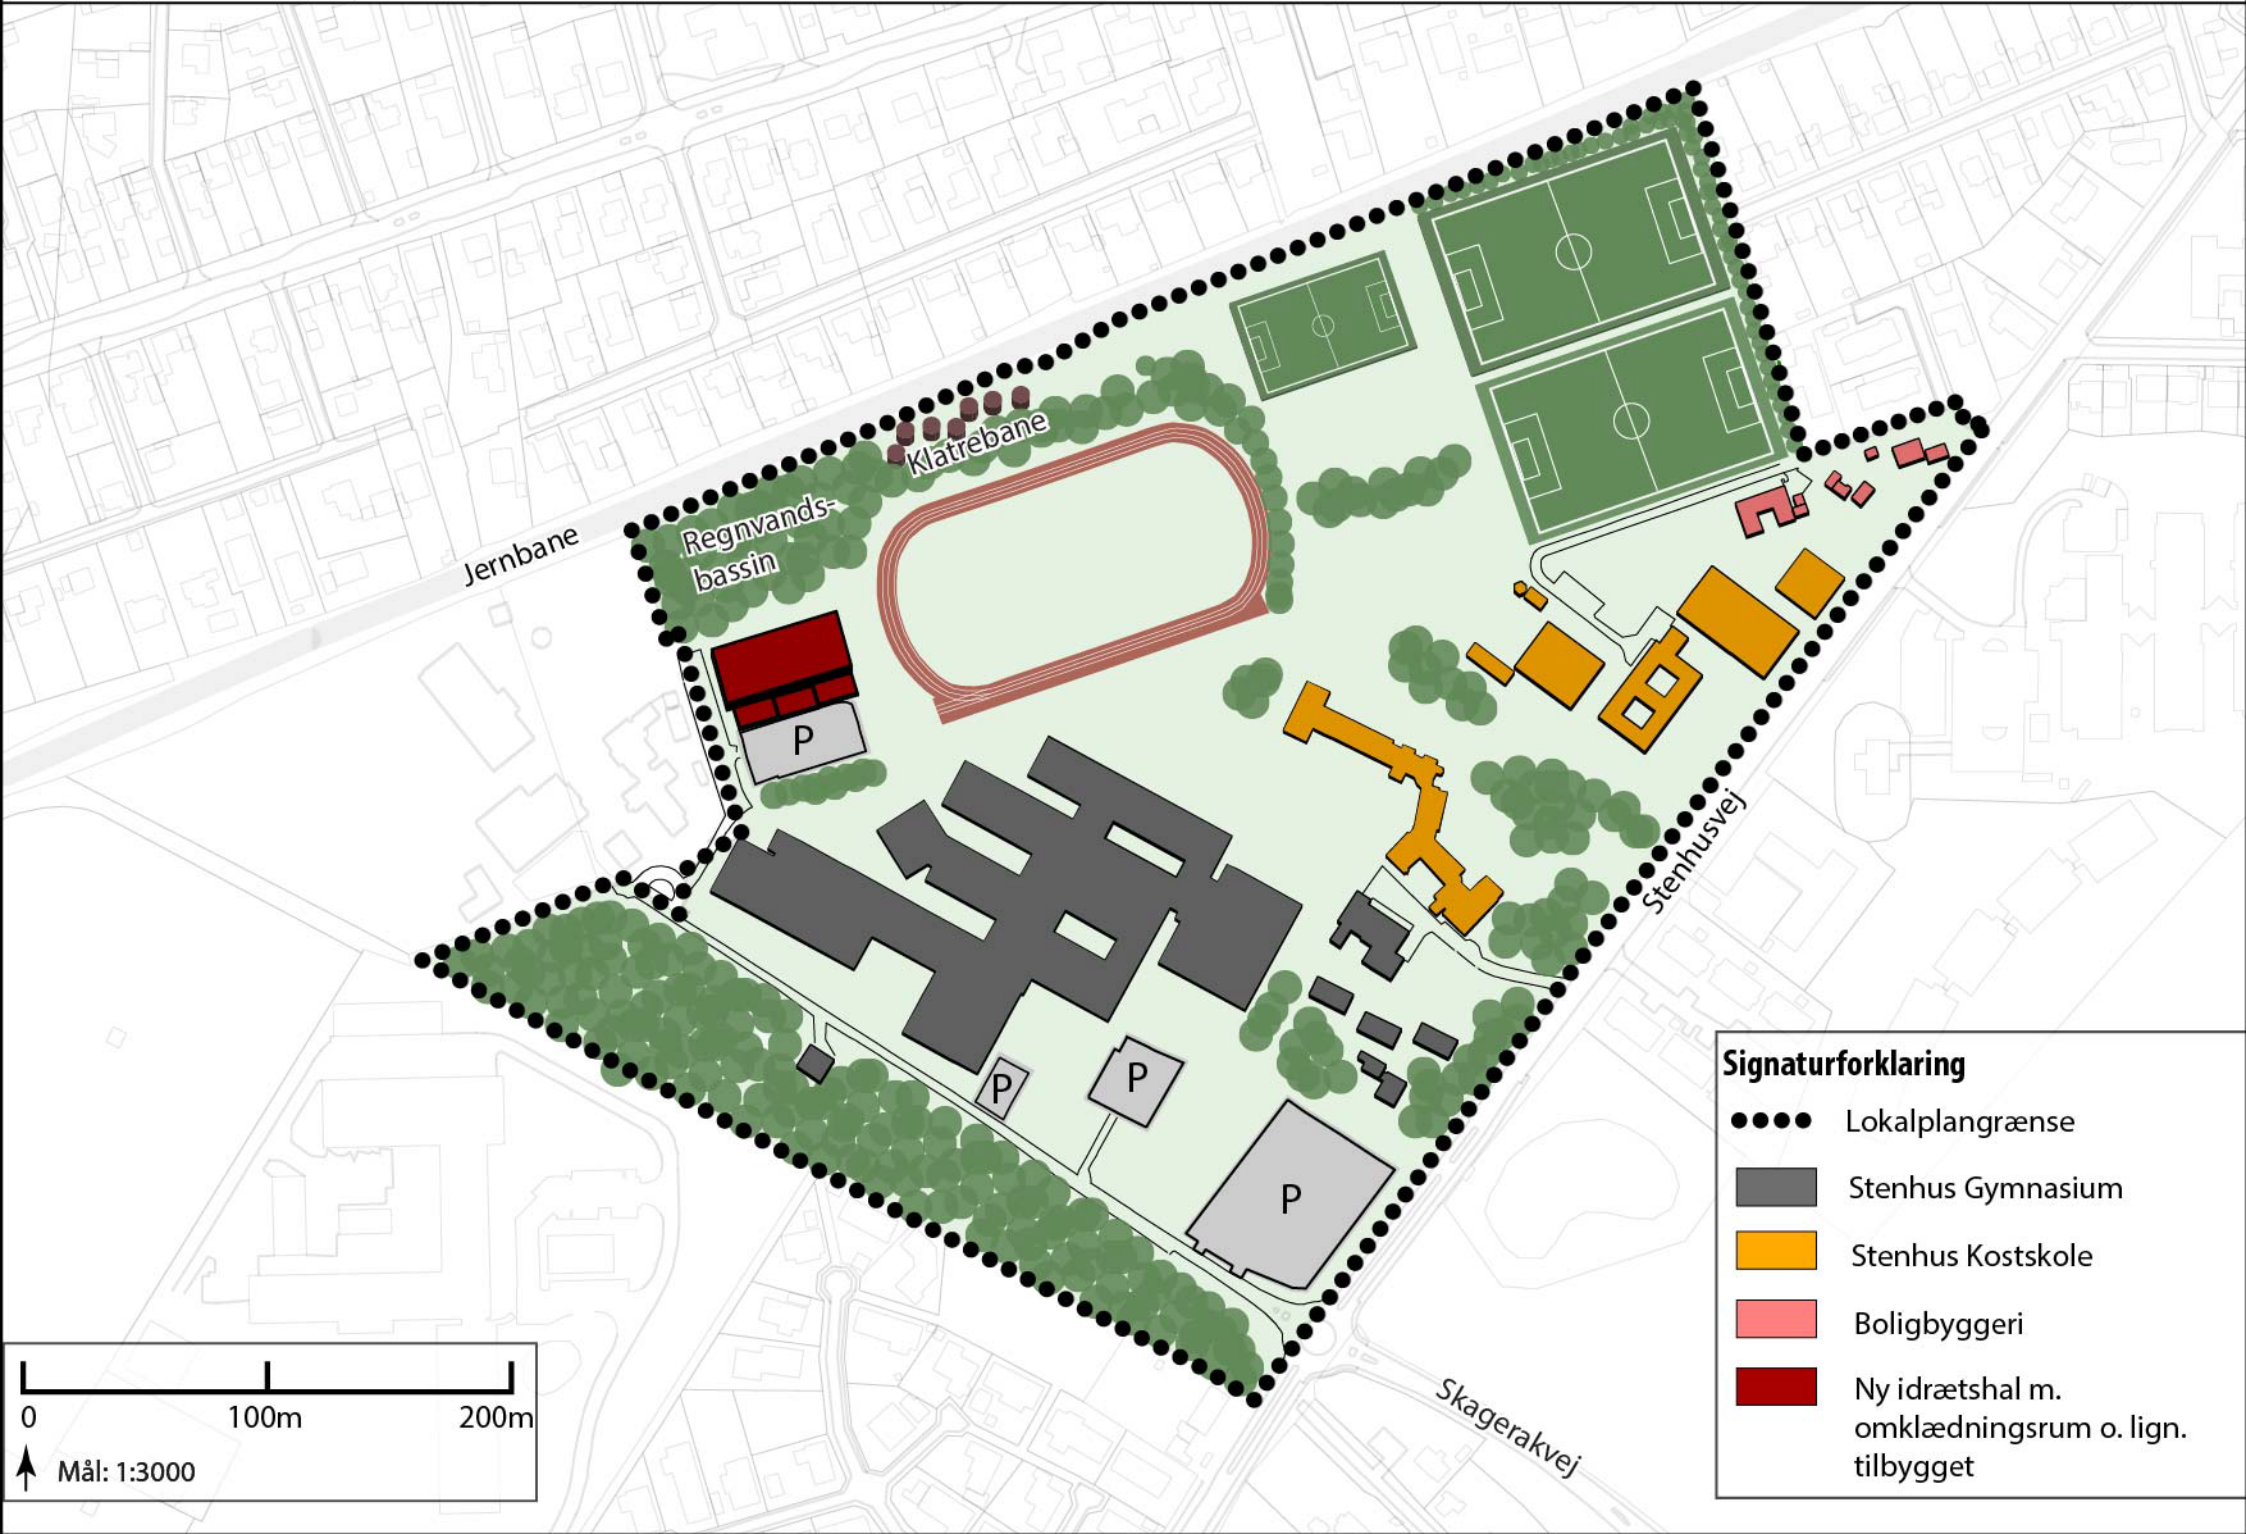 Klatrebane
Regnvands-
bassin
Jernbane
P
P
P
P
Stenhusvej
Skagerakvej
Signaturforklaring
Lokalplangrænse
Stenhus Gymnasium
Stenhus Kostskole
Boligbyggeri
Ny idrætshal m.
omklædningsrum o. lign.
tilbygget
0 100m 200m
Mål: 1:3000